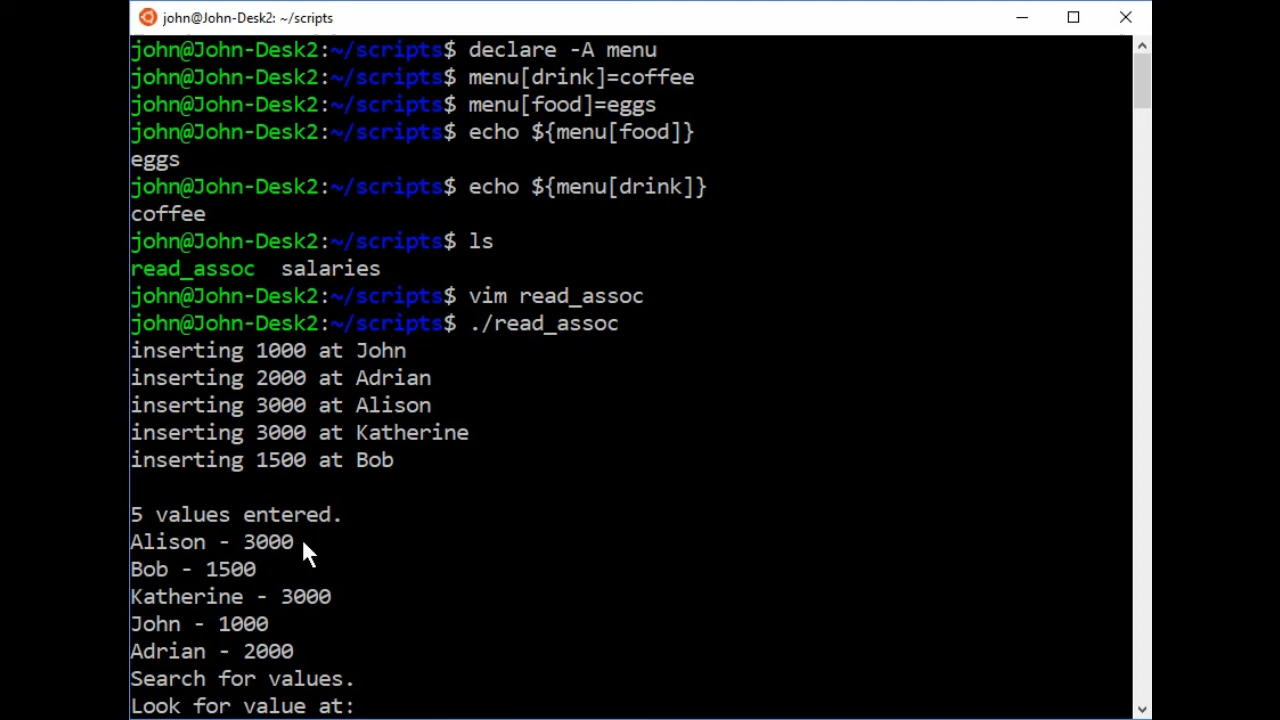 john@John-Desk2: ~/scripts
john@John-Desk2:~/scripts$ declare -A menu
john@John-Desk2:~/scripts$ menu[drink]=coffee
john@John-Desk2:~/scripts$ menu[food]=eggs
john@John-Desk2:~/scripts$ echo ${menu[food]}
eggs
john@John-Desk2:~/scripts$ echo ${menu[drink]}
coffee
john@John-Desk2:~/scripts$ ls
read_assoc  salaries
john@John-Desk2:~/scripts$ vim read_assoc
john@John-Desk2:~/scripts$ ./read_assoc
inserting 1000 at John
inserting 2000 at Adrian
inserting 3000 at Alison
inserting 3000 at Katherine
inserting 1500 at Bob
5 values entered.
Alison - 3000
Bob - 1500
Katherine - 3000
John - 1000
Adrian - 2000
Search for values.
Look for value at: